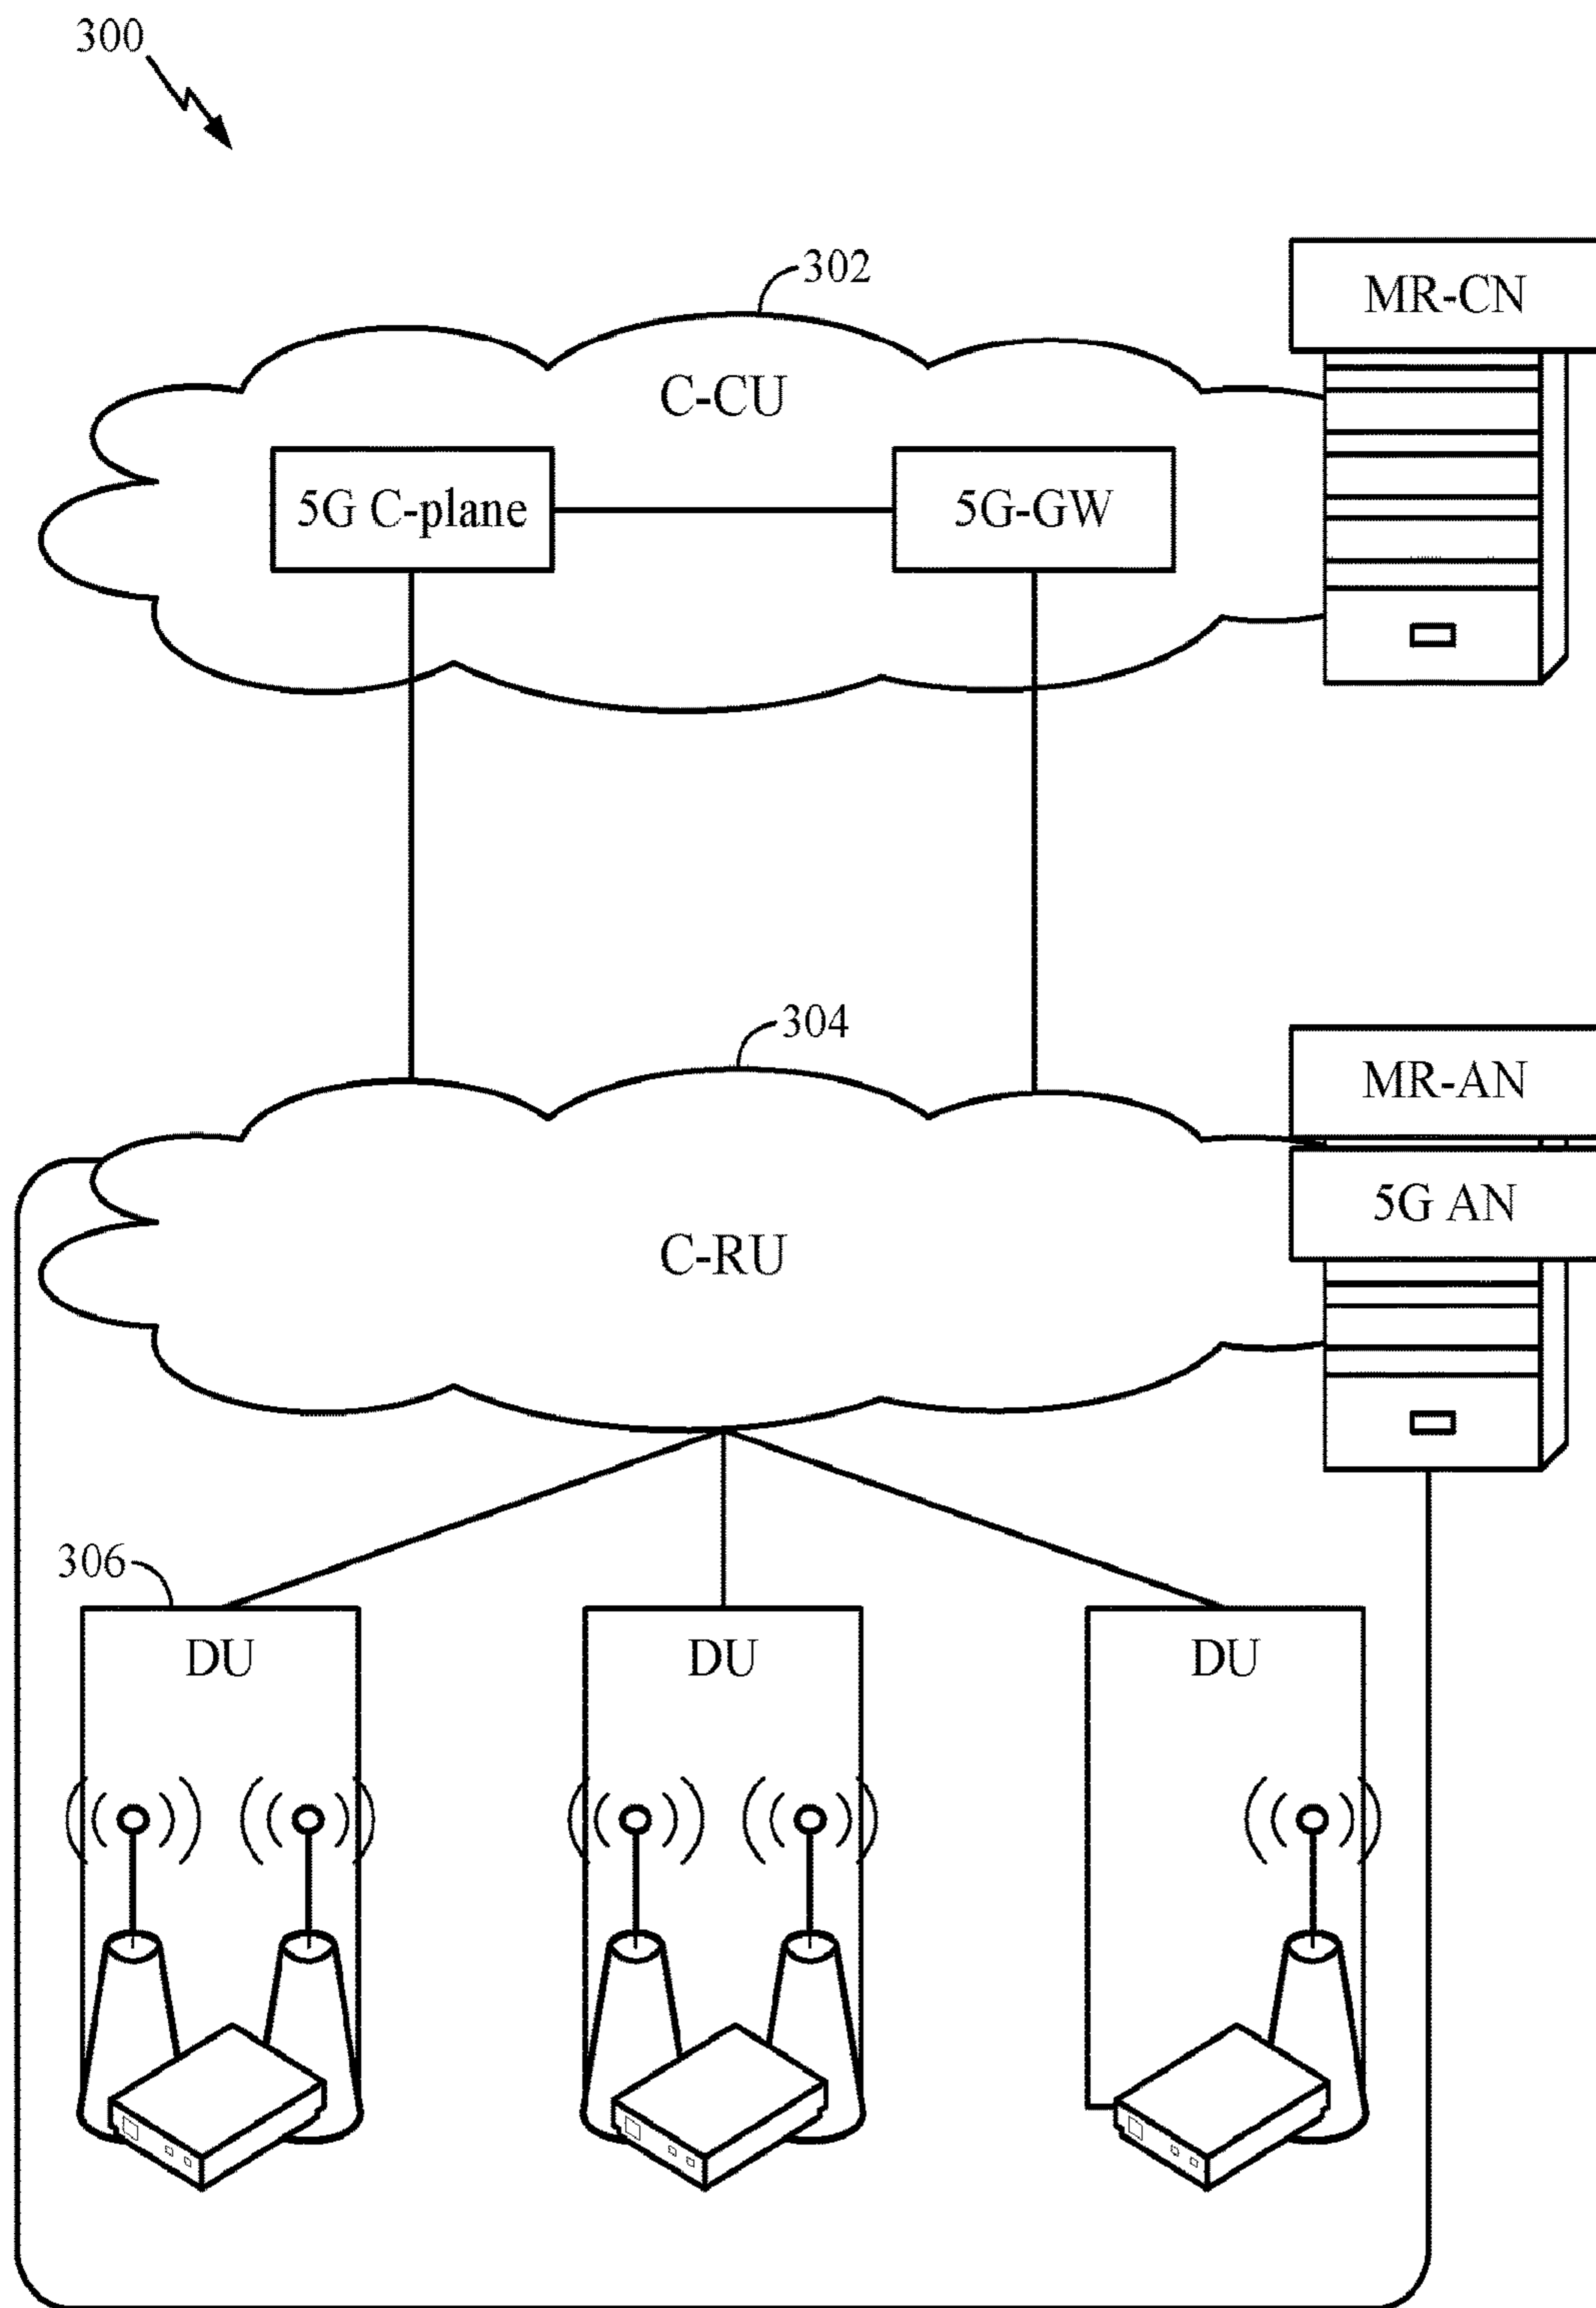 300
302
MR-CN
C-CU
5G C-plane
5G-GW
304
MR-AN
5G AN
C-RU
306
DU
DU
DU